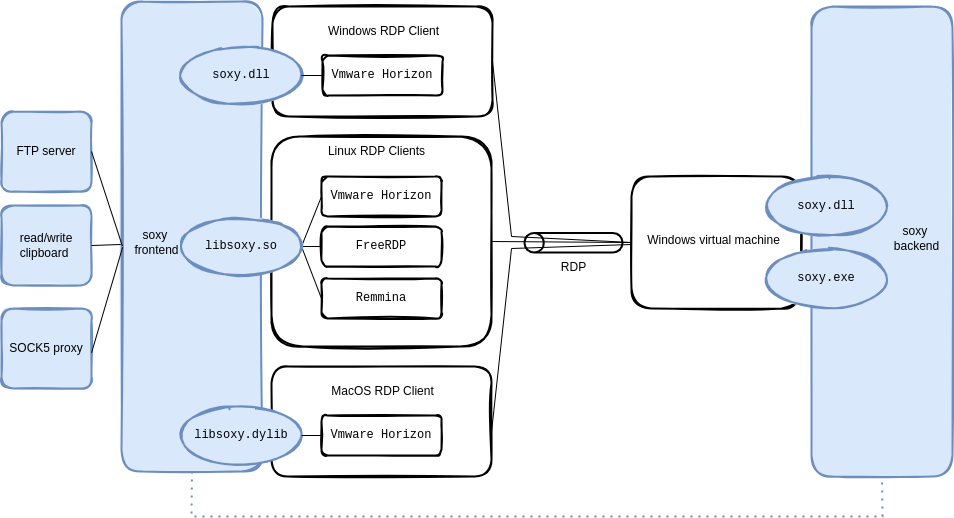 Windows RDP Client
soxy.dll
Vmware Horizon
FTP server
read/write
clipboard
SOCK5 proxy
soxy
frontend
Linux RDP Clients
Vmware Horizon
libsoxy.so
FreeRDP
Remmina
MacOS RDP Client
libsoxy.dylib
Vmware Horizon
RDP
Windows virtual machine
soxy.dll
soxy.exe
soxy
backend